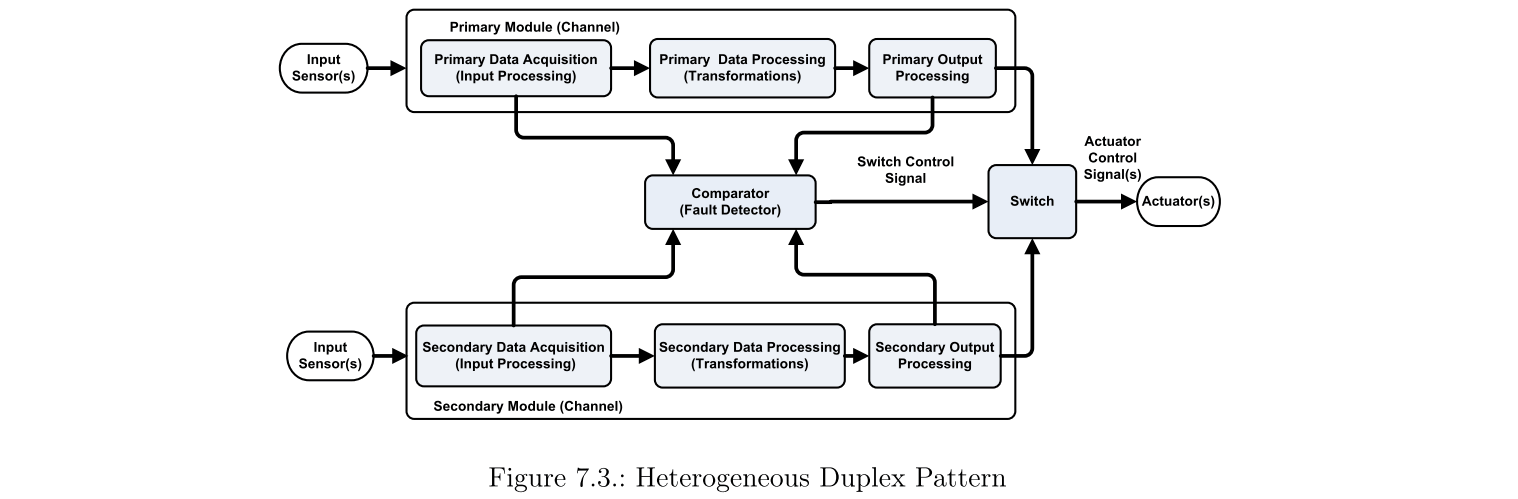 Primary Module (Channel)
Input
Sensor(s)
Primary Data Acquisition
(Input Processing)
Primary Data Processing
(Transformations)
Primary Output
Processing
Comparator
(Fault Detector)
Switch Control
Signal
Switch
Actuator
Control
Signal(s)
Actuator(s)
Input
Sensor(s)
Secondary Data Acquisition
(Input Processing)
Secondary Data Processing
(Transformations)
Secondary Output
Processing
Secondary Module (Channel)
Figure 7.3.: Heterogeneous Duplex Pattern